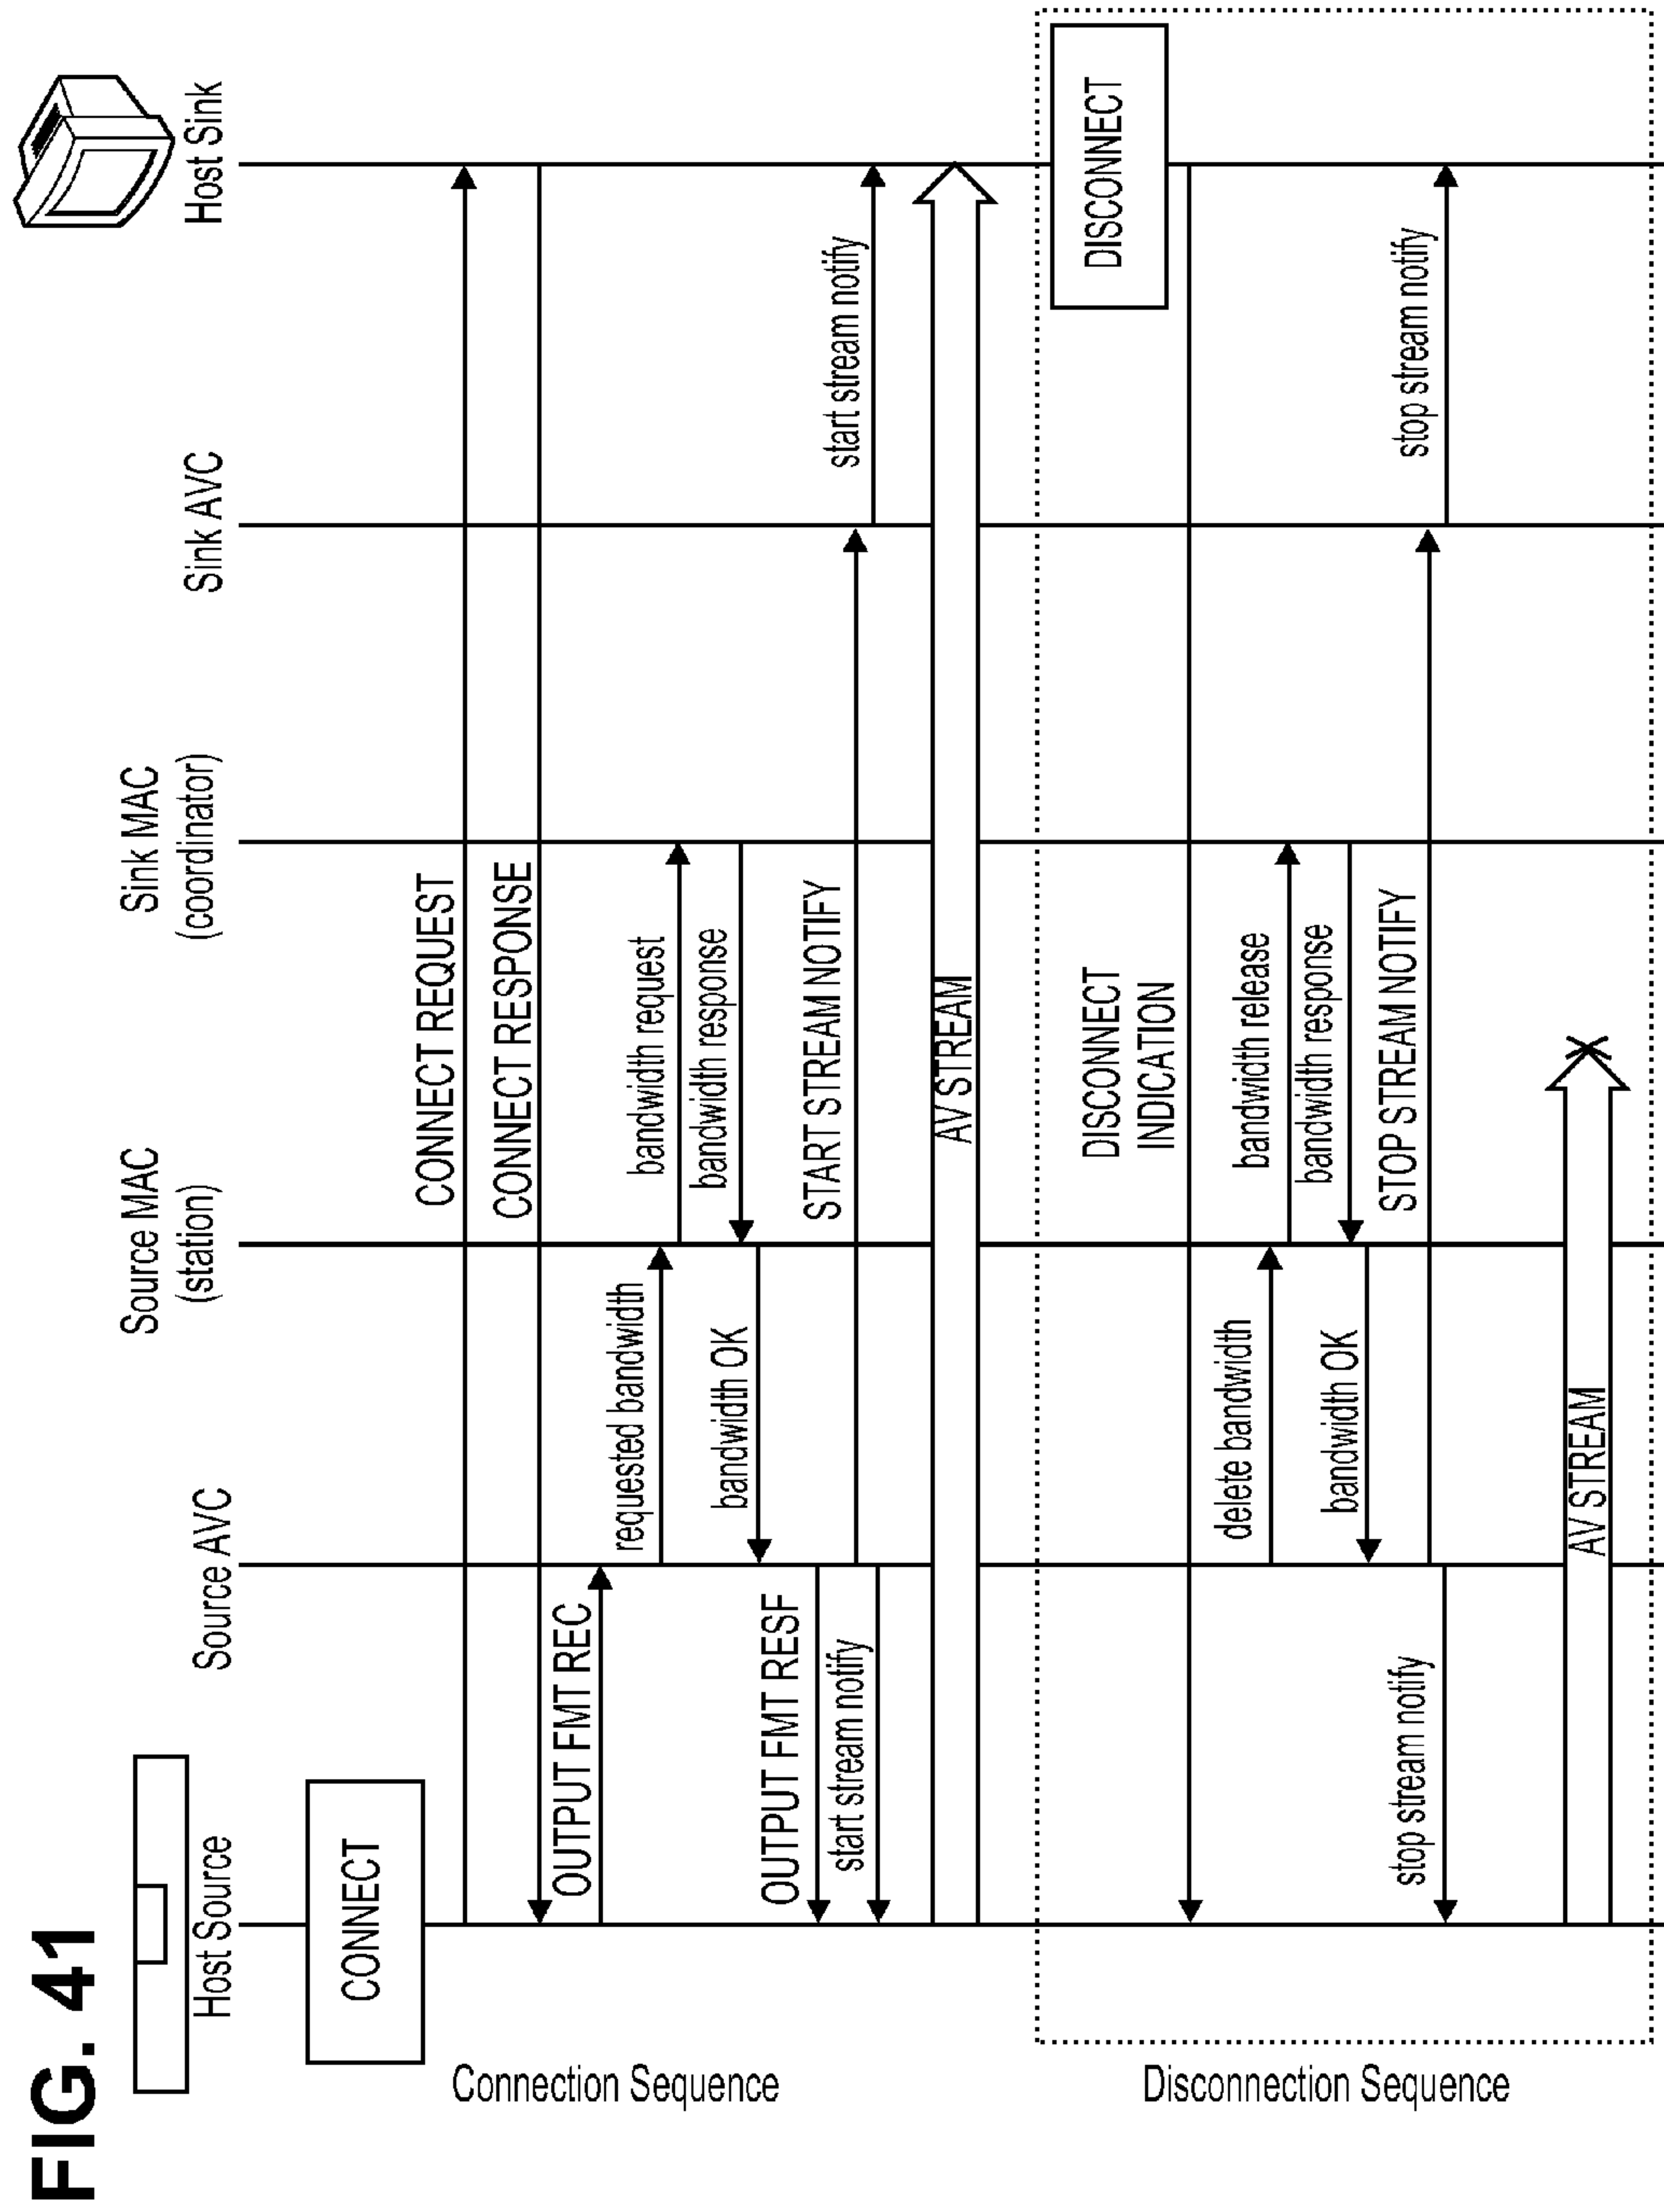 FIG. 41
Host Source
Source AVC
Source MAC
(station)
Sink MAC
(coordinator)
Sink AVC
Host Sink
CONNECT
Connection Sequence
CONNECT REQUEST
CONNECT RESPONSE
OUTPUT FMT REC
requested bandwidth
bandwidth request
bandwidth response
bandwidth OK
OUTPUT FMT RESF
START STREAM NOTIFY
start stream notify
start stream notify
AV STREAM
Disconnection Sequence
DISCONNECT
DISCONNECT
INDICATION
delete bandwidth
bandwidth release
bandwidth response
bandwidth OK
STOP STREAM NOTIFY
stop stream notify
stop stream notify
AV STREAM